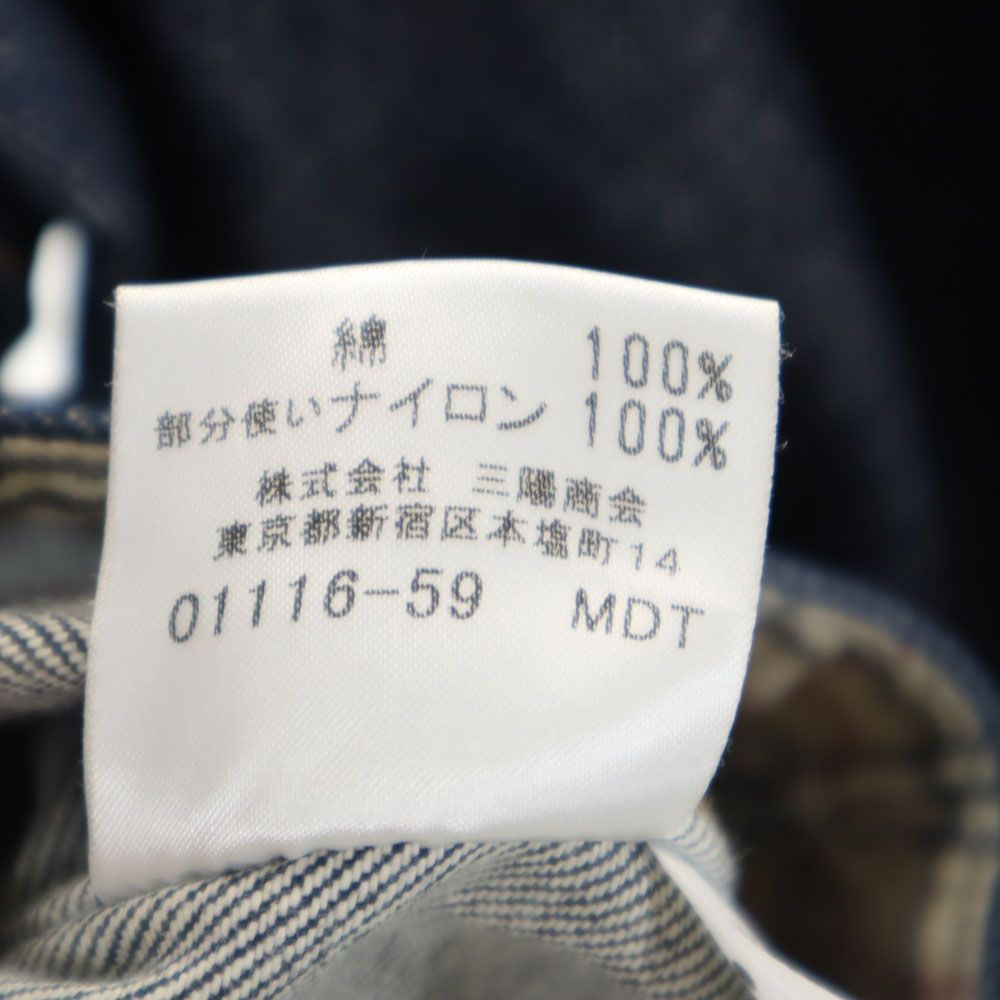 綿 100%
部分使いナイロン 100%
株式会社 三陽商会
東京都新宿区本塩町14
01116-59 MDT